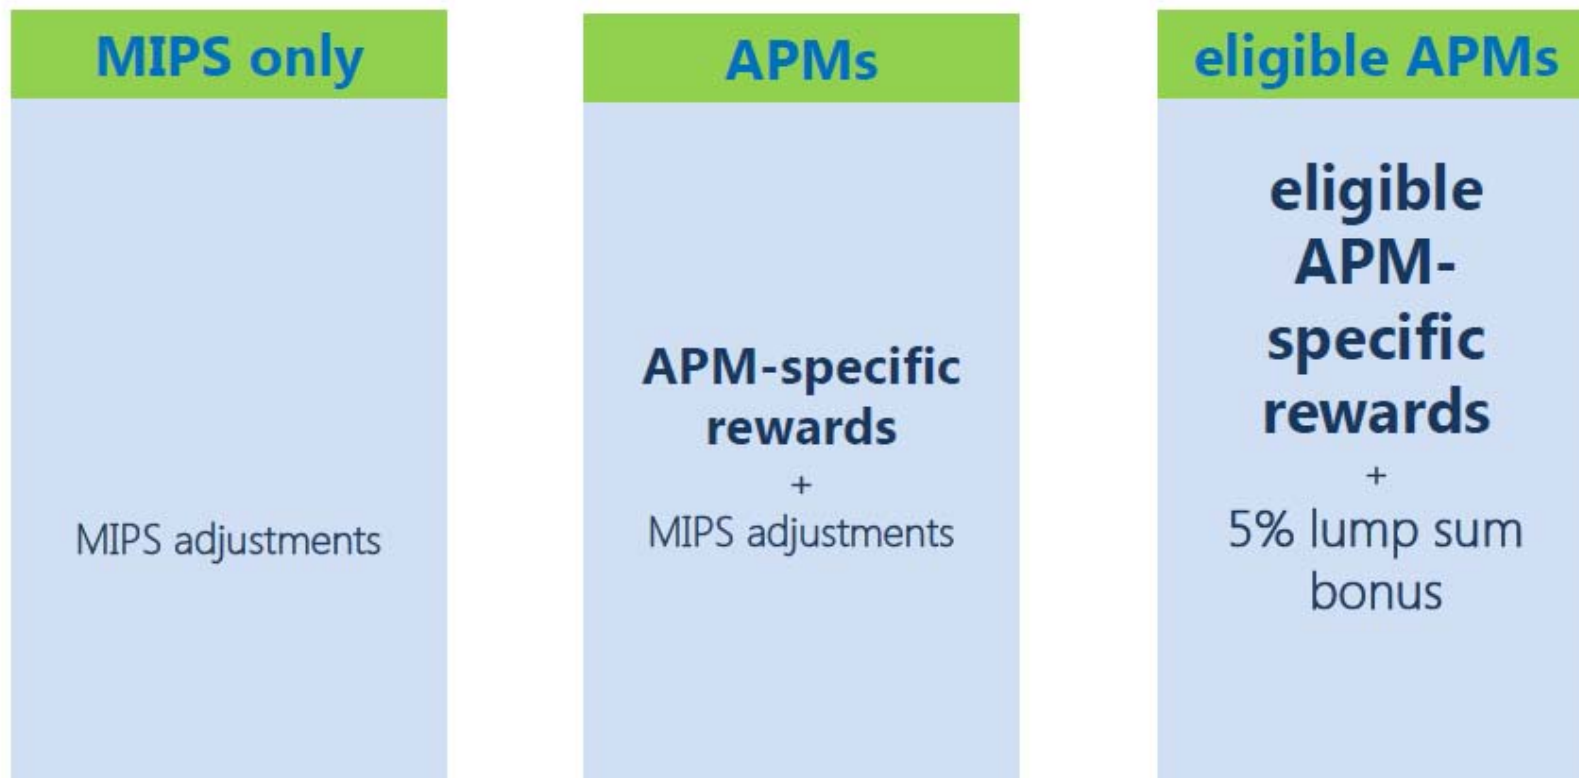 MIPS only
MIPS adjustments
APMs
APM-specific
rewards
+
MIPS adjustments
eligible APMs
eligible
APM-
specific
rewards
+
5% lump sum
bonus